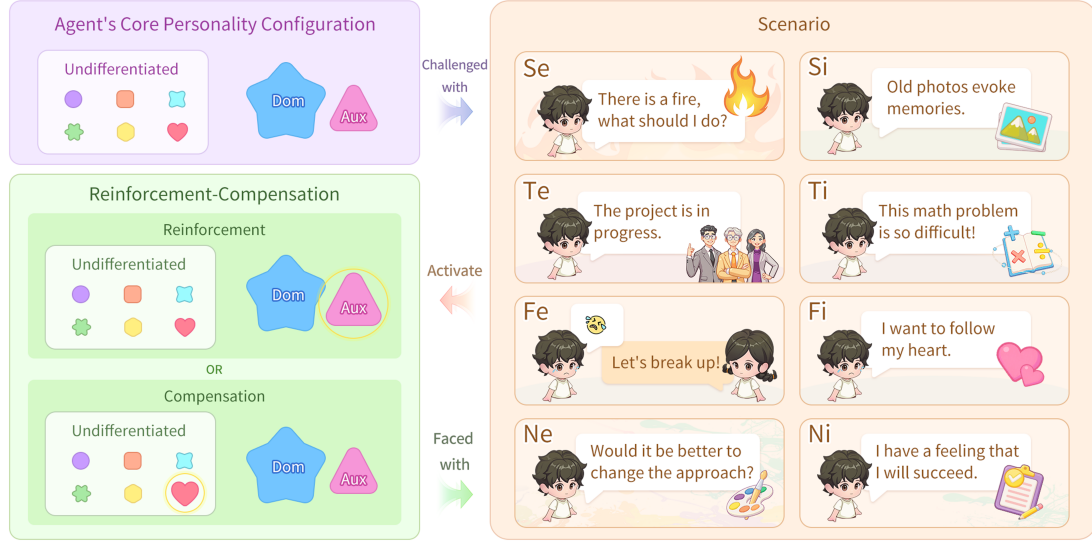 Agent's Core Personality Configuration
Undifferentiated
Dom
Aux
Challenged
with
Reinforcement-Compensation
Reinforcement
Undifferentiated
Dom
Aux
Activate
OR
Compensation
Undifferentiated
Dom
Aux
Faced
with
Scenario
Se
There is a fire,
what should I do?
Si
Old photos evoke
memories.
Te
The project is in
progress.
Ti
This math problem
is so difficult!
Fe
Let's break up!
Fi
I want to follow
my heart.
Ne
Would it be better to
change the approach?
Ni
I have a feeling that
I will succeed.